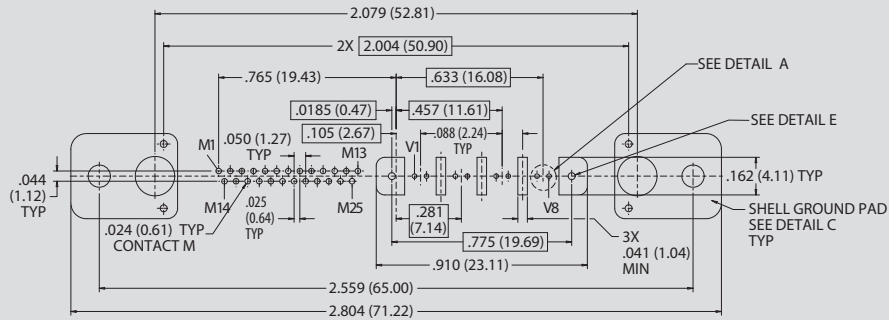 2.079 (52.81)
2X 2.004 (50.90)
.765 (19.43)
.633 (16.08)
SEE DETAIL A
.0185 (0.47)
.457 (11.61)
.105 (2.67)
.088 (2.24)
TYP
SEE DETAIL E
M1
.050 (1.27)
TYP
M13
V1
.044
(1.12)
TYP
.162 (4.11) TYP
M14
.025
(0.64)
TYP
M25
.281
(7.14)
V8
SHELL GROUND PAD
SEE DETAIL C
TYP
.024 (0.61) TYP
CONTACT M
.775 (19.69)
3X
.041 (1.04)
MIN
.910 (23.11)
2.559 (65.00)
2.804 (71.22)